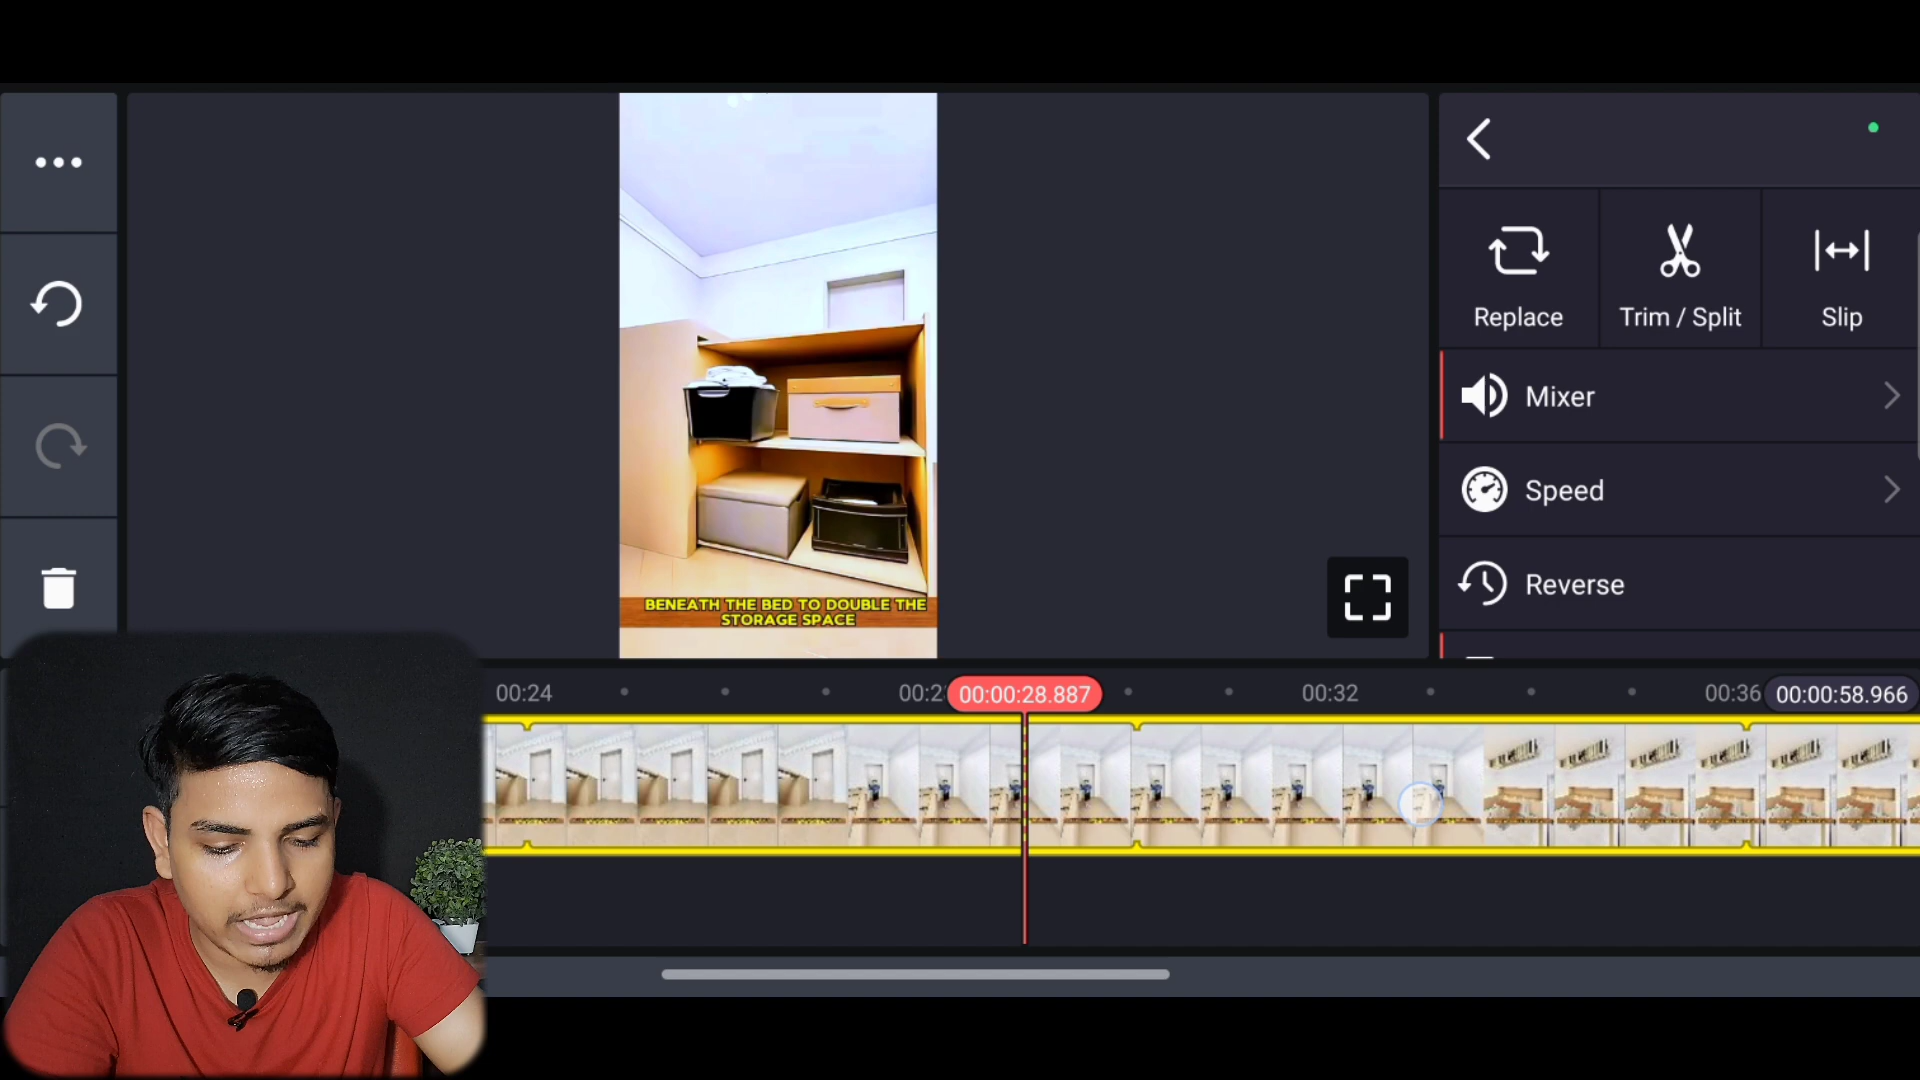 Replace
Trim / Split
Slip
Mixer
Speed
Reverse
BENEATH THE BED TO DOUBLE THE
STORAGE SPACE
00:24
00:2
00:00:28.887
00:32
00:36
00:00:58.966